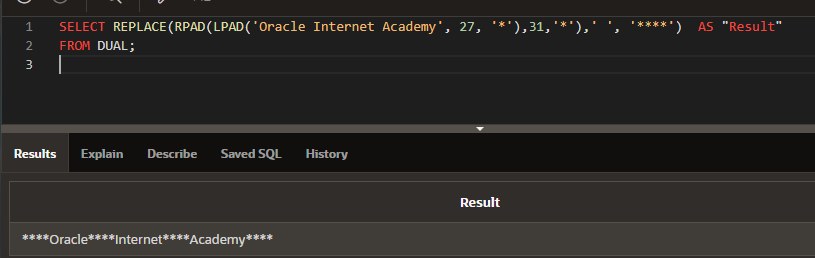 1 SELECT REPLACE(RPAD(LPAD('Oracle Internet Academy', 27, '*'),31,'*'),' ', '****')  AS "Result"
2 FROM DUAL;
3
Results Explain Describe Saved SQL History
Result
****Oracle****Internet****Academy****